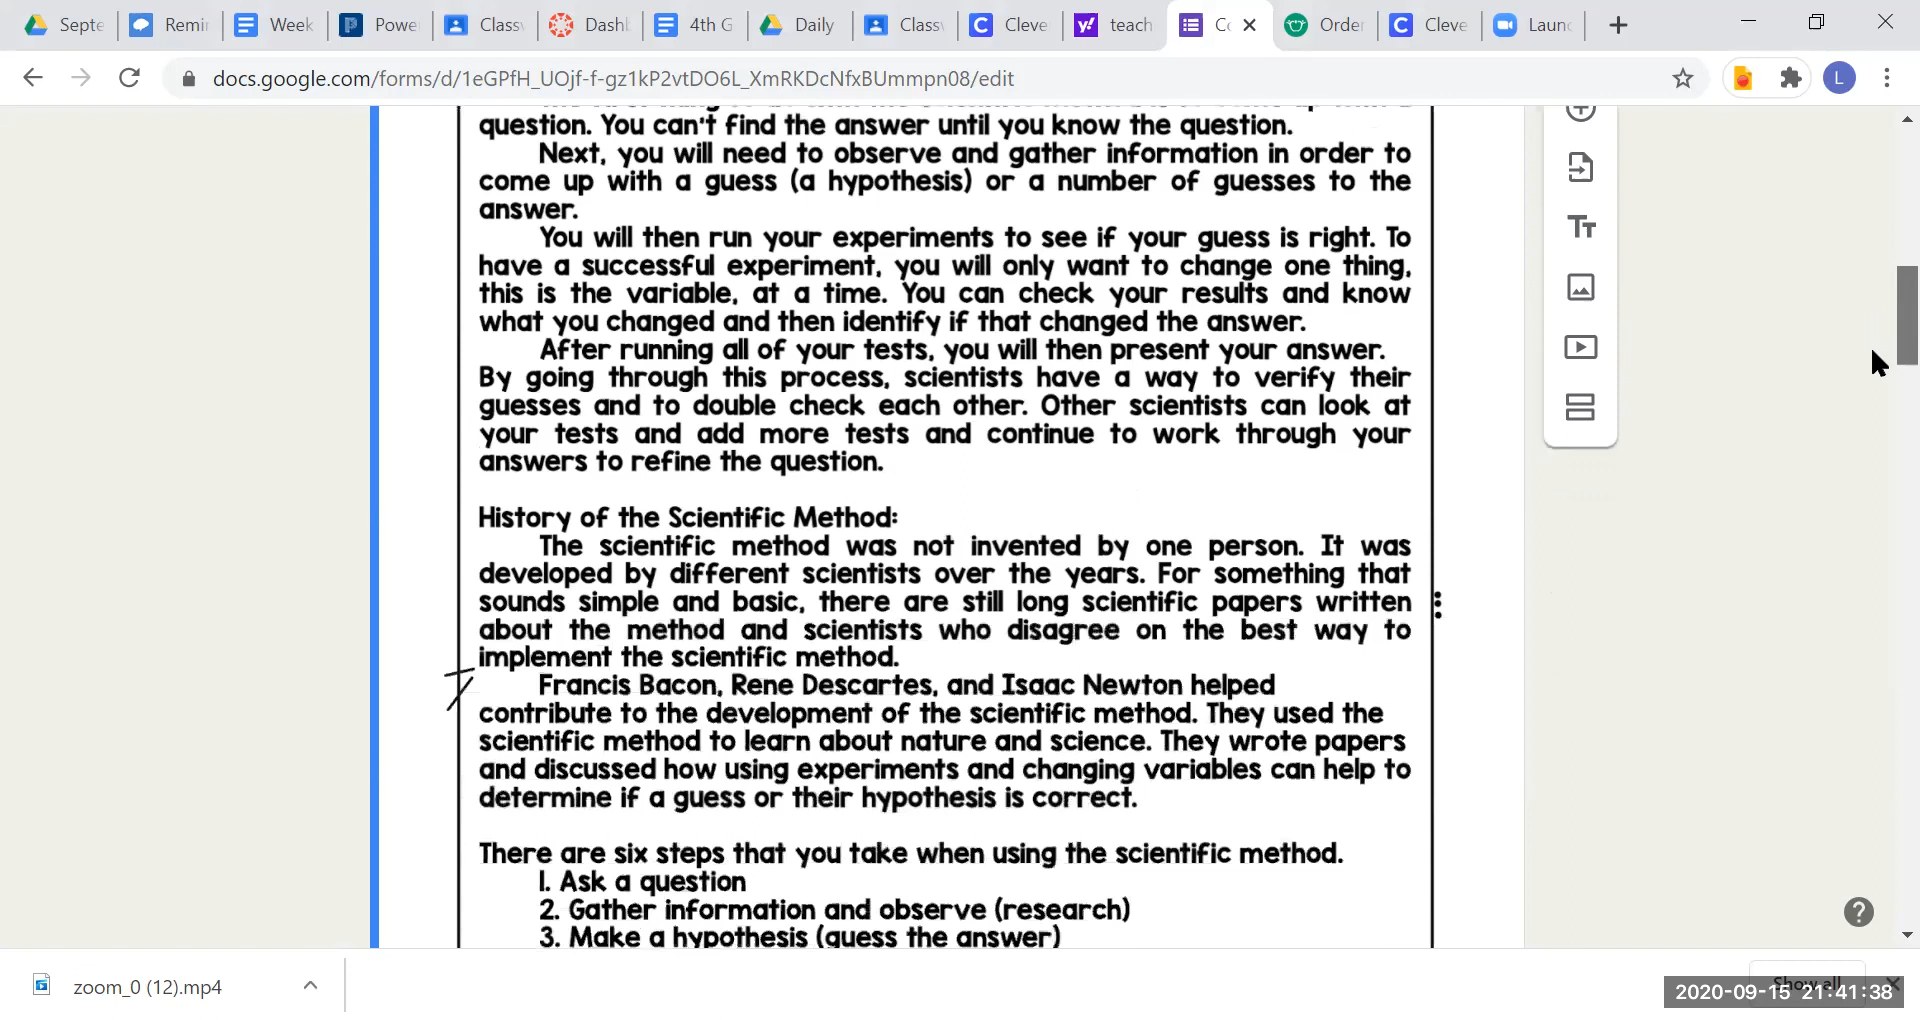 Septe
Remin
Week
Power
Classv
Dashb
4th G
Daily
Classv
Cleve
teach
Co
Order
Cleve
Launc
docs.google.com/forms/d/1eGPfH_UOjf-f-gz1kP2vtDO6L_XmRKDcNfxBUmmpn08/edit
L
question. You can't find the answer until you know the question.
Next, you will need to observe and gather information in order to
come up with a guess (a hypothesis) or a number of guesses to the
answer.
You will then run your experiments to see if your guess is right. To
have a successful experiment, you will only want to change one thing,
this is the variable, at a time. You can check your results and know
what you changed and then identify if that changed the answer.
After running all of your tests, you will then present your answer.
By going through this process, scientists have a way to verify their
guesses and to double check each other. Other scientists can look at
your tests and add more tests and continue to work through your
answers to refine the question.
History of the Scientific Method:
The scientific method was not invented by one person. It was
developed by different scientists over the years. For something that
sounds simple and basic, there are still long scientific papers written
about the method and scientists who disagree on the best way to
implement the scientific method.
7
Francis Bacon, Rene Descartes, and Isaac Newton helped
contribute to the development of the scientific method. They used the
scientific method to learn about nature and science. They wrote papers
and discussed how using experiments and changing variables can help to
determine if a guess or their hypothesis is correct.
There are six steps that you take when using the scientific method.
1. Ask a question
2. Gather information and observe (research)
3. Make a hypothesis (guess the answer)
zoom_0 (12).mp4
Show all
2020-09-15 21:41:38